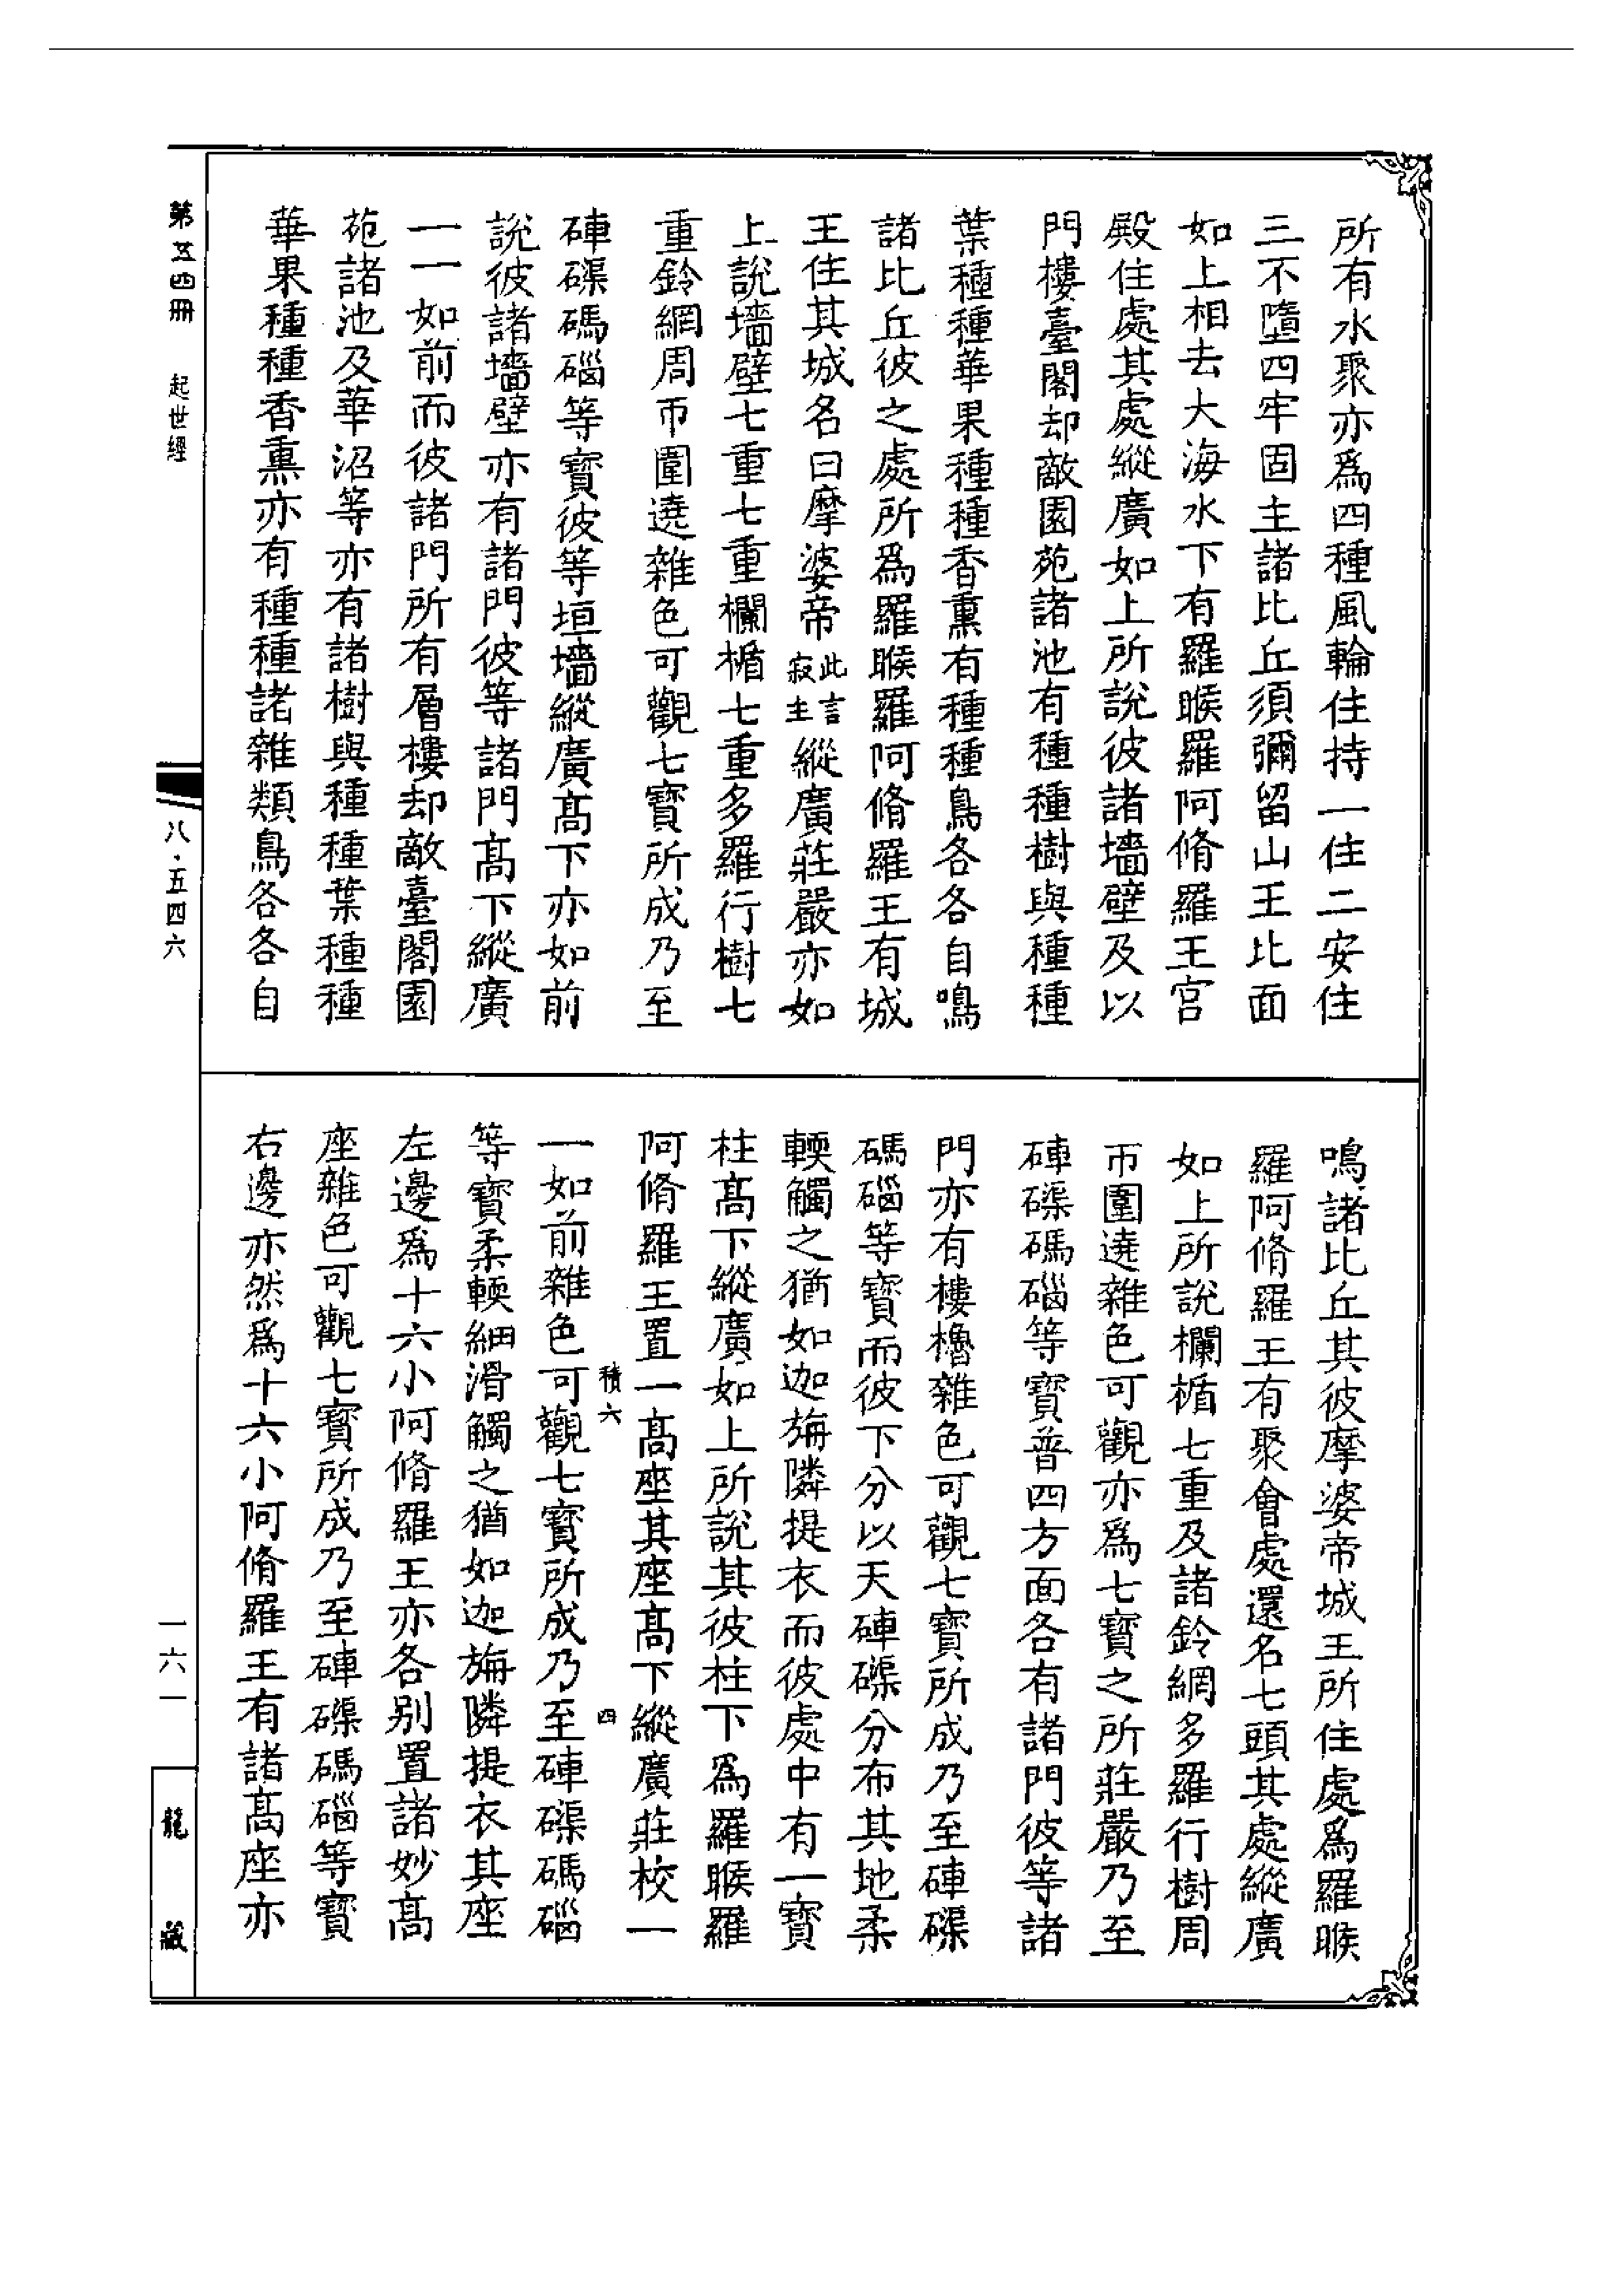 所有水聚亦爲四種風輪住持一住二安住
三不墮四牢固主諸比丘須彌留山王比面
如上相去大海水下有羅睺羅阿脩羅王宮
殿住處其處縱廣如上所說彼諸墻壁及以
門樓臺閣却敵園苑諸池有種種樹與種種
葉種種華果種種香熏有種種鳥各各自鳴
諸比丘彼之處所爲羅睺羅阿脩羅王有城
王住其城名曰摩婆帝此言寂主縱廣莊嚴亦如
上說墻壁七重七重欄楯七重多羅行樹七
重鈴網周帀圍遶雜色可觀七寶所成乃至
硨磲碼碯等寶彼等垣墻縱廣髙下亦如前
說彼諸墻壁亦有諸門彼等諸門髙下縱廣
一一如前而彼諸門所有層樓却敵臺閣園
苑諸池及華沼等亦有諸樹與種種葉種種
華果種種香熏亦有種種諸雜類鳥各各自
鳴諸比丘其彼摩婆帝城王所住處爲羅睺
羅阿脩羅王有聚會處還名七頭其處縱廣
如上所說欄楯七重及諸鈴網多羅行樹周
帀圍遶雜色可觀亦爲七寶之所莊嚴乃至
硨磲碼碯等寶普四方面各有諸門彼等諸
門亦有樓櫓雜色可觀七寶所成乃至硨磲
碼碯等寶而彼下分以天硨磲分布其地柔
輭觸之猶如迦旃隣提衣而彼處中有一寶
柱髙下縱廣如上所說其彼柱下爲羅睺羅
阿脩羅王置一髙座其座髙下縱廣莊校一
積六 四
一如前雜色可觀七寶所成乃至硨磲碼碯
等寶柔輭細滑觸之猶如迦旃隣提衣其座
左邊爲十六小阿脩羅王亦各別置諸妙髙
座雜色可觀七寶所成乃至硨磲碼碯等寶
右邊亦然爲十六小阿脩羅王有諸髙座亦
第五四冊 起世經
八·五四六
一六一
龍藏